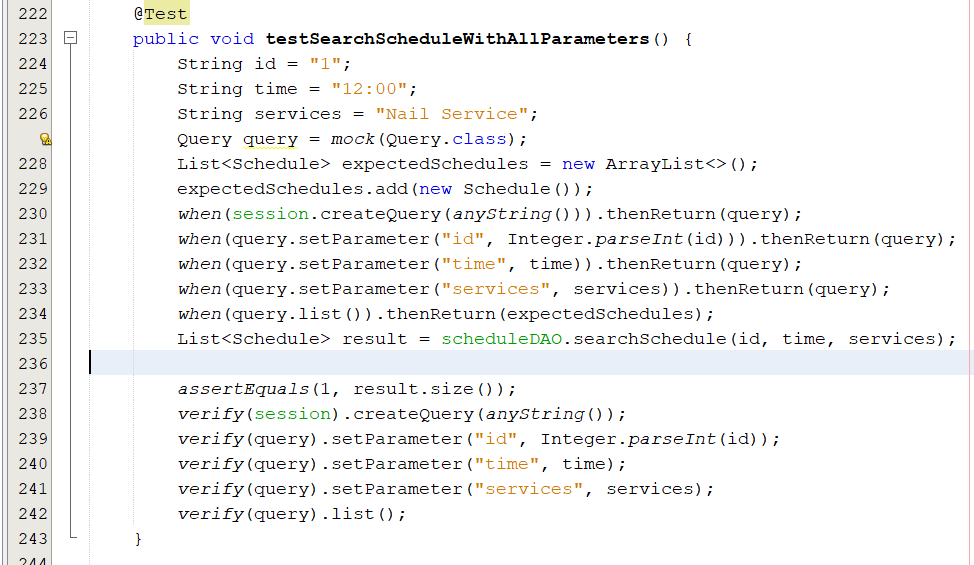 222 @Test
223 public void testSearchScheduleWithAllParameters() {
224 String id = "1";
225 String time = "12:00";
226 String services = "Nail Service";
Query query = mock(Query.class);
228 List<Schedule> expectedSchedules = new ArrayList<>();
229 expectedSchedules.add(new Schedule());
230 when(session.createQuery(anyString())).thenReturn(query);
231 when(query.setParameter("id", Integer.parseInt(id))).thenReturn(query);
232 when(query.setParameter("time", time)).thenReturn(query);
233 when(query.setParameter("services", services)).thenReturn(query);
234 when(query.list()).thenReturn(expectedSchedules);
235 List<Schedule> result = scheduleDAO.searchSchedule(id, time, services);
236
237 assertEquals(1, result.size());
238 verify(session).createQuery(anyString());
239 verify(query).setParameter("id", Integer.parseInt(id));
240 verify(query).setParameter("time", time);
241 verify(query).setParameter("services", services);
242 verify(query).list();
243 }
244